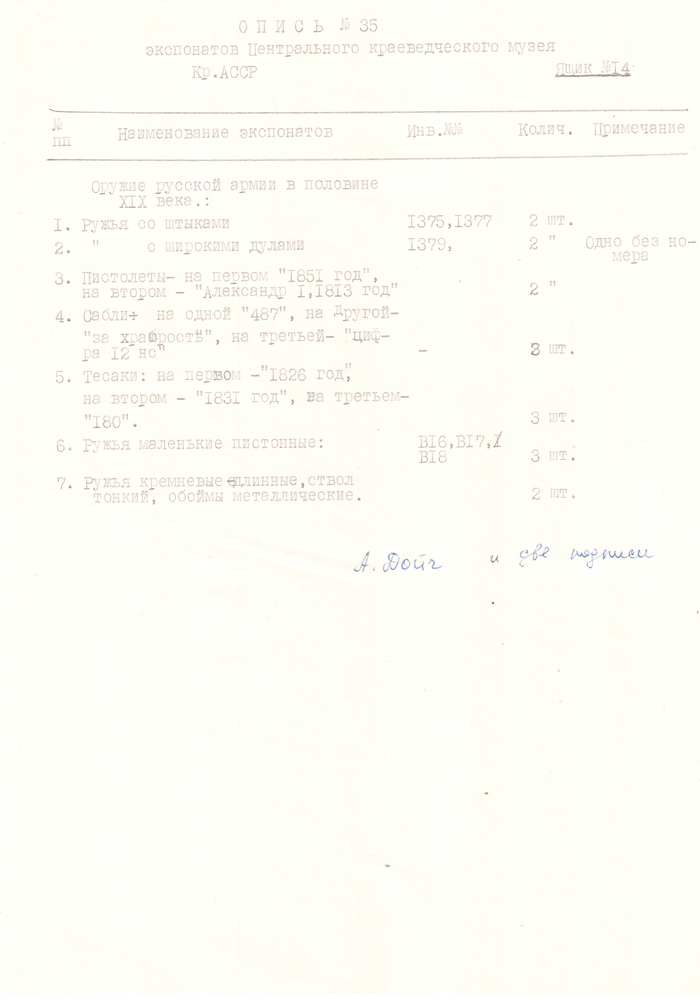 О П И С Ь № 35
экспонатов Центрального краеведческого музея
Кр.АССР Ящик №I4
№ пп Наименование экспонатов Инв.№№ Колич. Примечание
Оружие русской армии в половине
XIX века.:
I. Ружья со штыками I375,I377 2 шт.
2. " с широкими дулами I379, 2 " Одно без но-
мера
3. Пистолеты- на первом "I85I год",
на втором - "Александр I,I8I3 год" 2 "
4. Сабли÷ на одной "487", на Другой-
"за храбрость", на третьей- "циф-
ра I2 нс" - 3 шт.
5. Тесаки: на первом -"I826 год",
на втором - "I83I год", на третьем-
"I80". 3 шт.
6. Ружья маленькие пистонные: BI6,BI7,
BI8 3 шт.
7. Ружья кремневые длинные,ствол
тонкий, обоймы металлические. 2 шт.
А. Дойч и две подписи